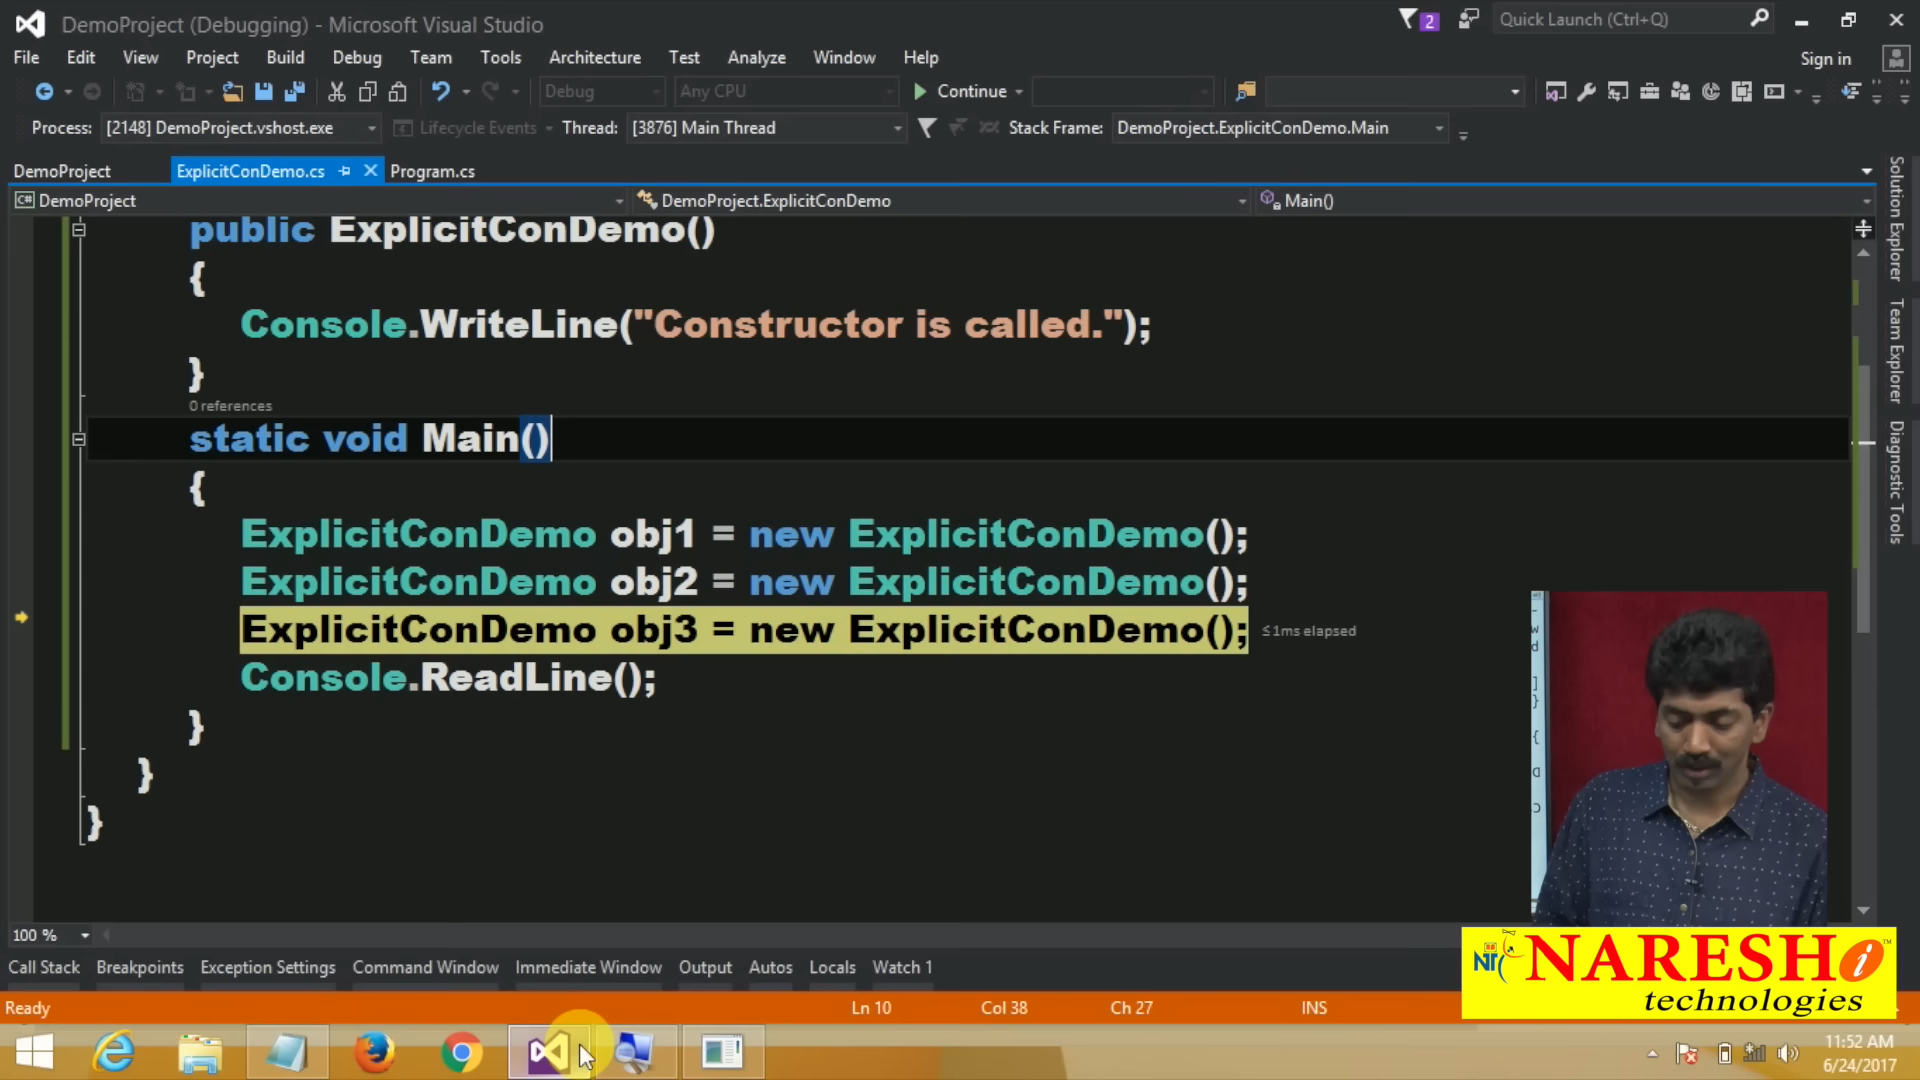 DemoProject (Debugging) - Microsoft Visual Studio
2
Quick Launch (Ctrl+Q)
File Edit View Project Build Debug Team Tools Architecture Test Analyze Window Help
Sign in
Debug Any CPU Continue
Process: [2148] DemoProject.vshost.exe Lifecycle Events Thread: [3876] Main Thread Stack Frame: DemoProject.ExplicitConDemo.Main
DemoProject ExplicitConDemo.cs Program.cs
C# DemoProject DemoProject.ExplicitConDemo Main()
public ExplicitConDemo()
{
Console.WriteLine("Constructor is called.");
}
0 references
static void Main()
{
ExplicitConDemo obj1 = new ExplicitConDemo();
ExplicitConDemo obj2 = new ExplicitConDemo();
ExplicitConDemo obj3 = new ExplicitConDemo(); ≤1ms elapsed
Console.ReadLine();
}
}
}
Solution Explorer
Team Explorer
Diagnostic Tools
100 %
Call Stack Breakpoints Exception Settings Command Window Immediate Window Output Autos Locals Watch 1
Ready Ln 10 Col 38 Ch 27 INS
NARESH i ™
technologies
11:52 AM
6/24/2017